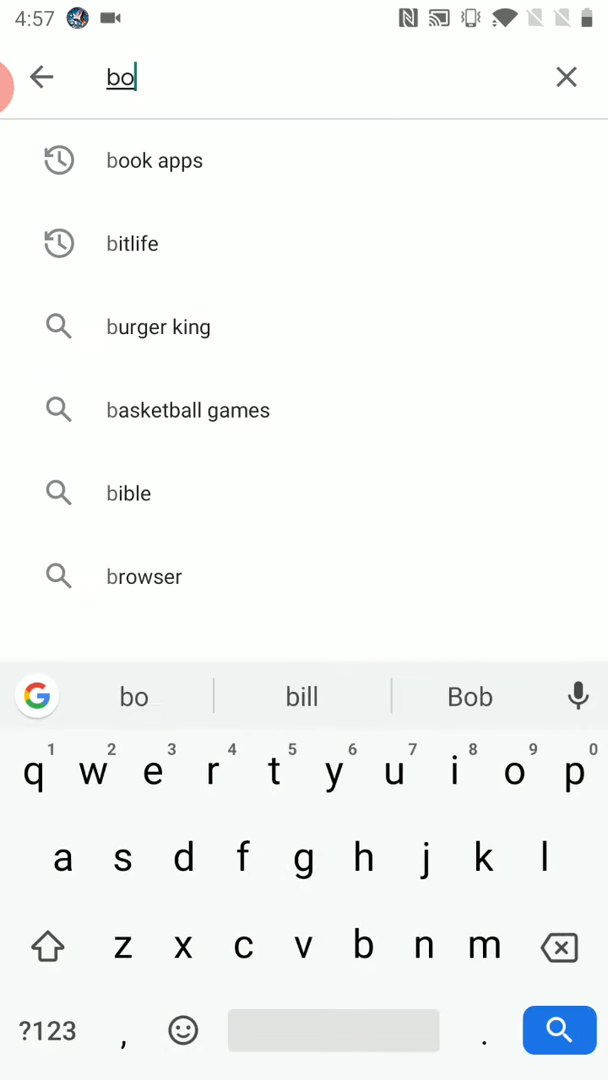 4:57
bo
book apps
bitlife
burger king
basketball games
bible
browser
bo bill Bob
1 2 3 4 5 6 7 8 9 0
q w e r t y u i o p
a s d f g h j k l
z x c v b n m
?123 , .